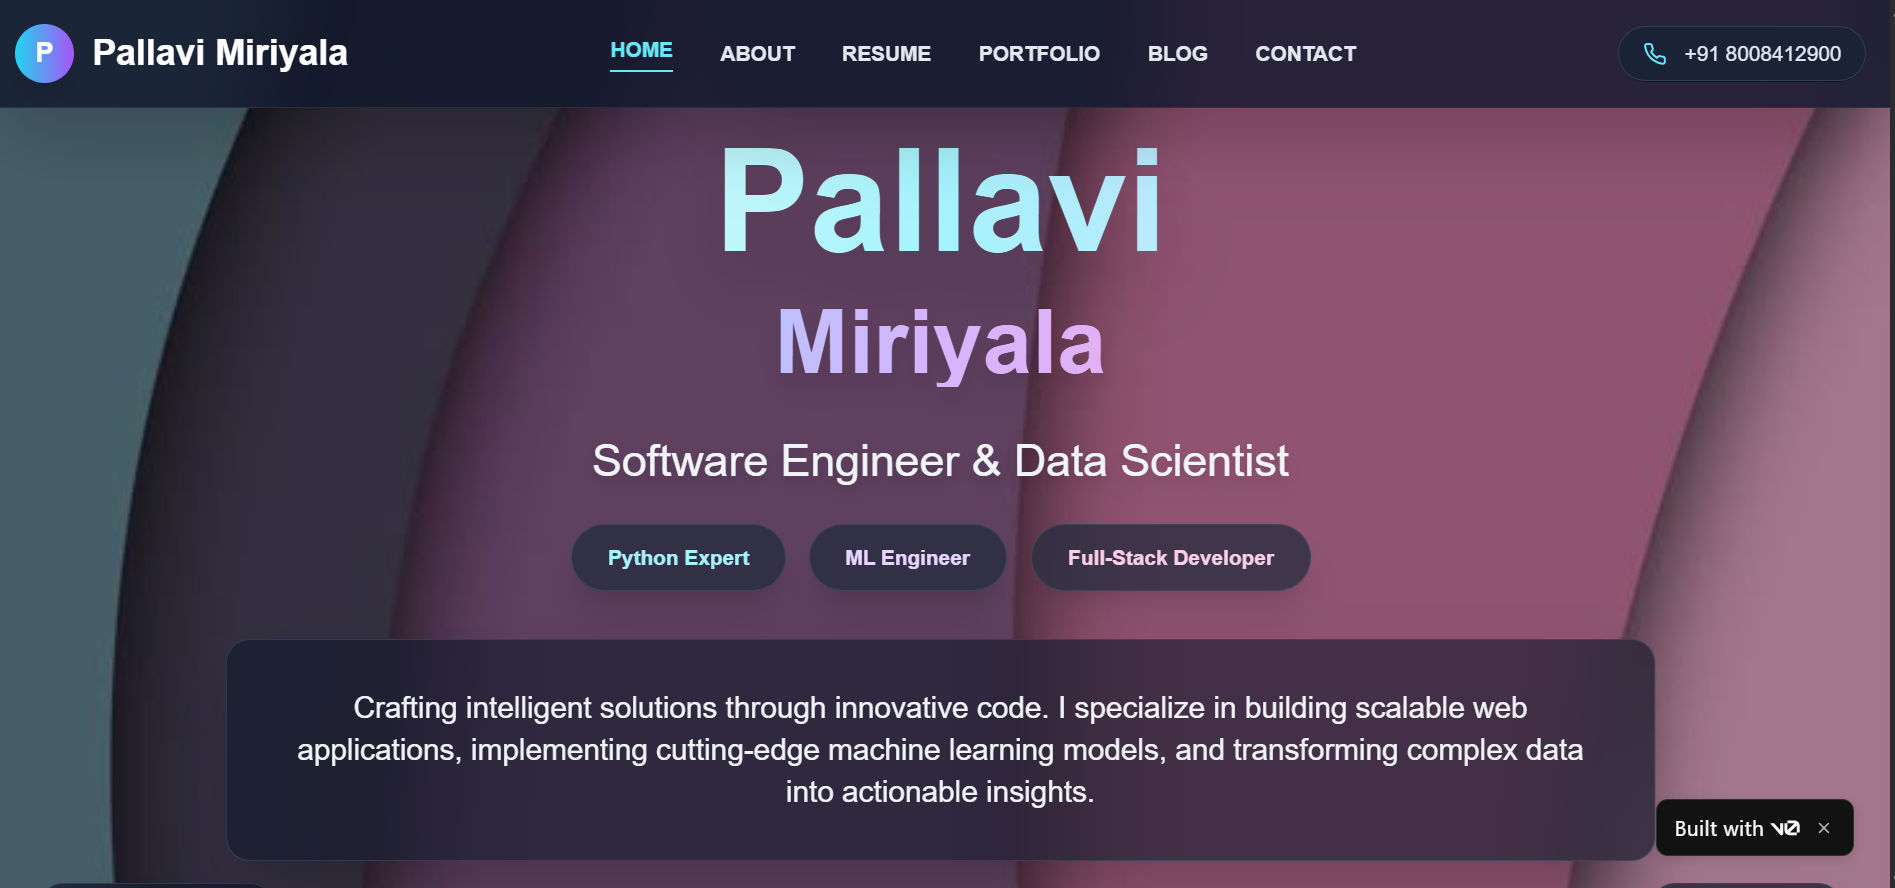 P Pallavi Miriyala
HOME ABOUT RESUME PORTFOLIO BLOG CONTACT
+91 8008412900
Pallavi
Miriyala
Software Engineer & Data Scientist
Python Expert
ML Engineer
Full-Stack Developer
Crafting intelligent solutions through innovative code. I specialize in building scalable web
applications, implementing cutting-edge machine learning models, and transforming complex data
into actionable insights.
Built with v0